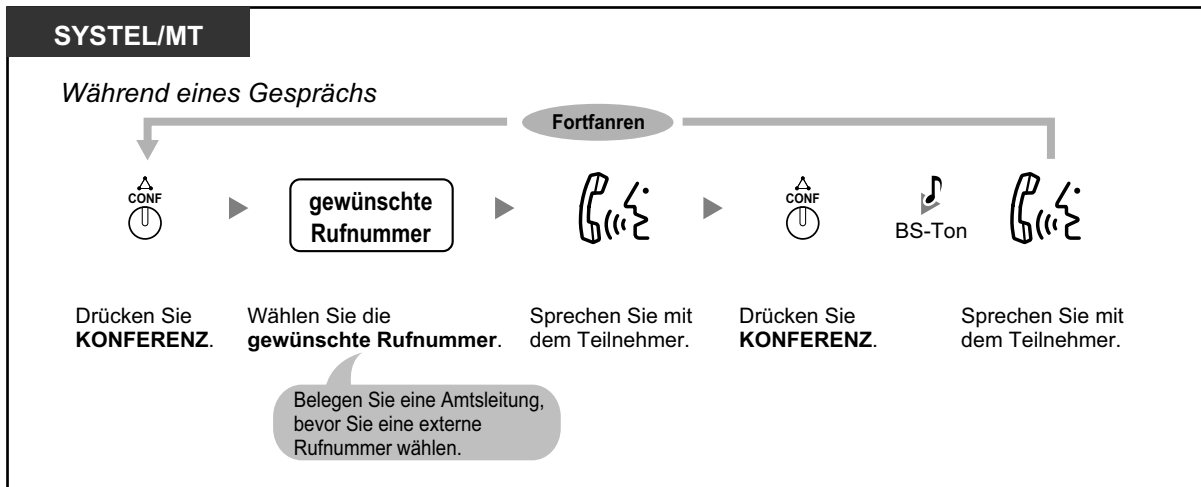 SYSTEL/MT
Während eines Gesprächs
Fortfanren
CONF
gewünschte
Rufnummer
CONF
BS-Ton
Drücken Sie
KONFERENZ.
Wählen Sie die
gewünschte Rufnummer.
Sprechen Sie mit
dem Teilnehmer.
Drücken Sie
KONFERENZ.
Sprechen Sie mit
dem Teilnehmer.
Belegen Sie eine Amtsleitung,
bevor Sie eine externe
Rufnummer wählen.